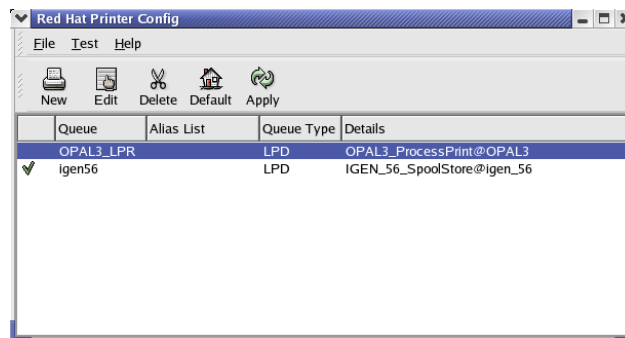 Red Hat Printer Config
File Test Help
New Edit Delete Default Apply
Queue Alias List Queue Type Details
OPAL3_LPR LPD OPAL3_ProcessPrint@OPAL3
igen56 LPD IGEN_56_SpoolStore@igen_56